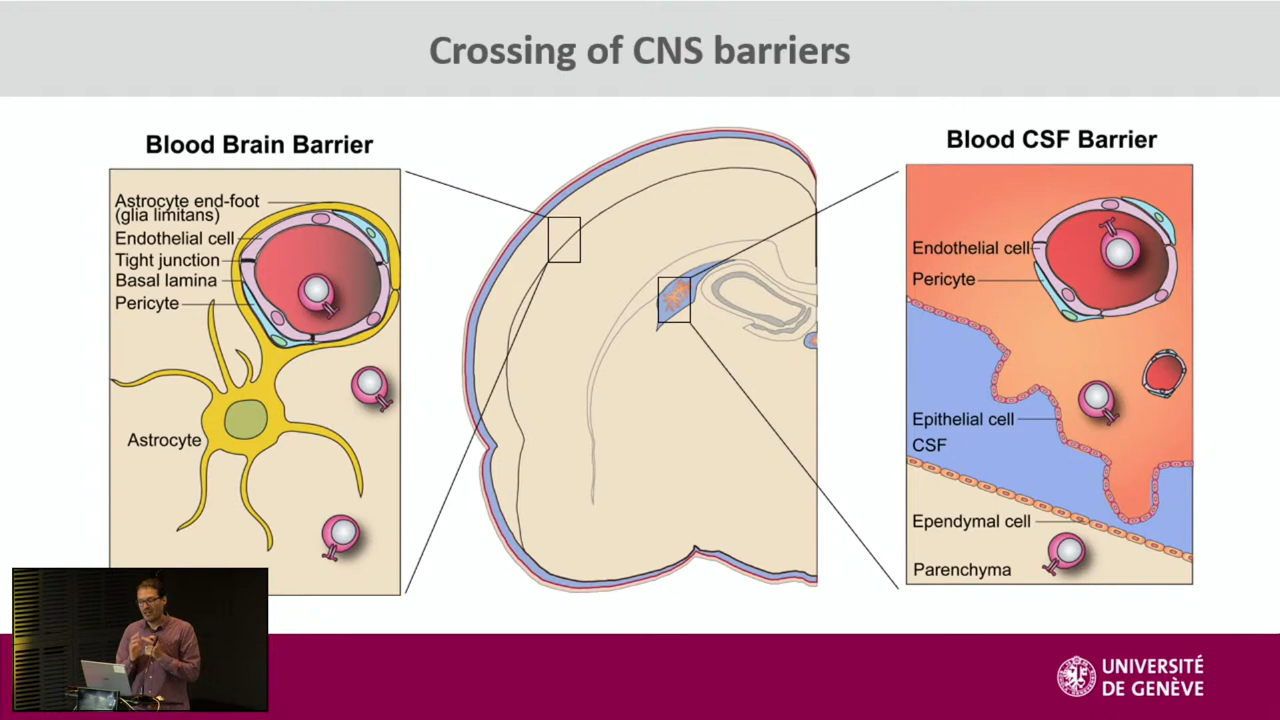 Crossing of CNS barriers
Blood Brain Barrier
Astrocyte end-foot
(glia limitans)
Endothelial cell
Tight junction
Basal lamina
Pericyte
Astrocyte
Blood CSF Barrier
Endothelial cell
Pericyte
Epithelial cell
CSF
Ependymal cell
Parenchyma
UNIVERSITÉ
DE GENÈVE